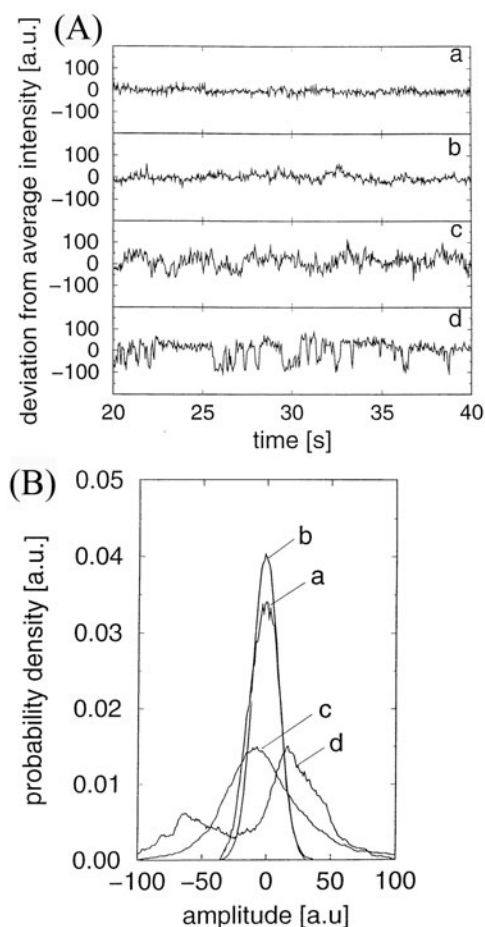 (A)
deviation from average intensity [a.u.]
100
0
−100
a
100
0
−100
b
100
0
−100
c
100
0
−100
d
20 25 30 35 40
time [s]
(B)
probability density [a.u.]
0.05
0.04
0.03
0.02
0.01
0.00
b
a
c
d
−100 −50 0 50 100
amplitude [a.u]